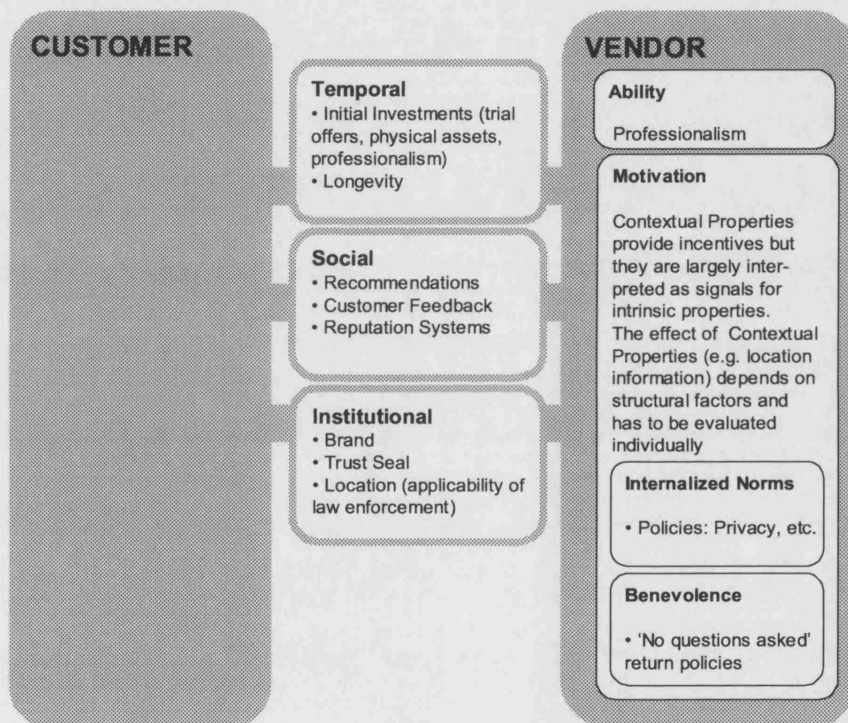 CUSTOMER
Temporal
• Initial Investments (trial
offers, physical assets,
professionalism)
• Longevity
Social
• Recommendations
• Customer Feedback
• Reputation Systems
Institutional
• Brand
• Trust Seal
• Location (applicability of
law enforcement)
VENDOR
Ability
Professionalism
Motivation
Contextual Properties
provide incentives but
they are largely inter-
preted as signals for
intrinsic properties.
The effect of Contextual
Properties (e.g. location
information) depends on
structural factors and
has to be evaluated
individually
Internalized Norms
• Policies: Privacy, etc.
Benevolence
• 'No questions asked'
return policies